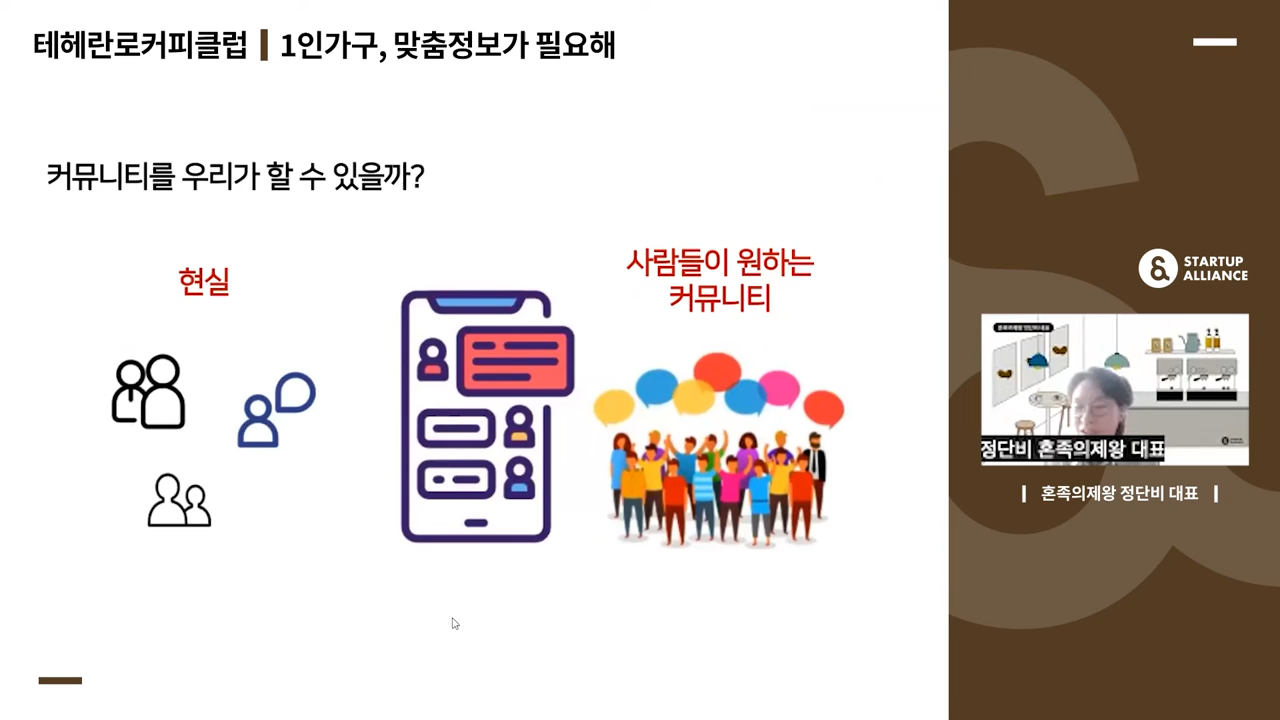 테헤란로커피클럽 | 1인가구, 맞춤정보가 필요해
커뮤니티를 우리가 할 수 있을까?
현실
사람들이 원하는
커뮤니티
STARTUP
ALLIANCE
정단비 혼족의제왕 대표
| 혼족의제왕 정단비 대표 |